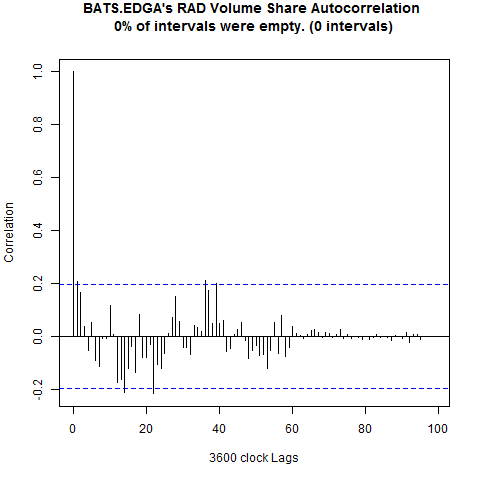 BATS.EDGA's RAD Volume Share Autocorrelation
0% of intervals were empty. (0 intervals)
Correlation
1.0
0.8
0.6
0.4
0.2
0.0
-0.2
0 20 40 60 80 100
3600 clock Lags